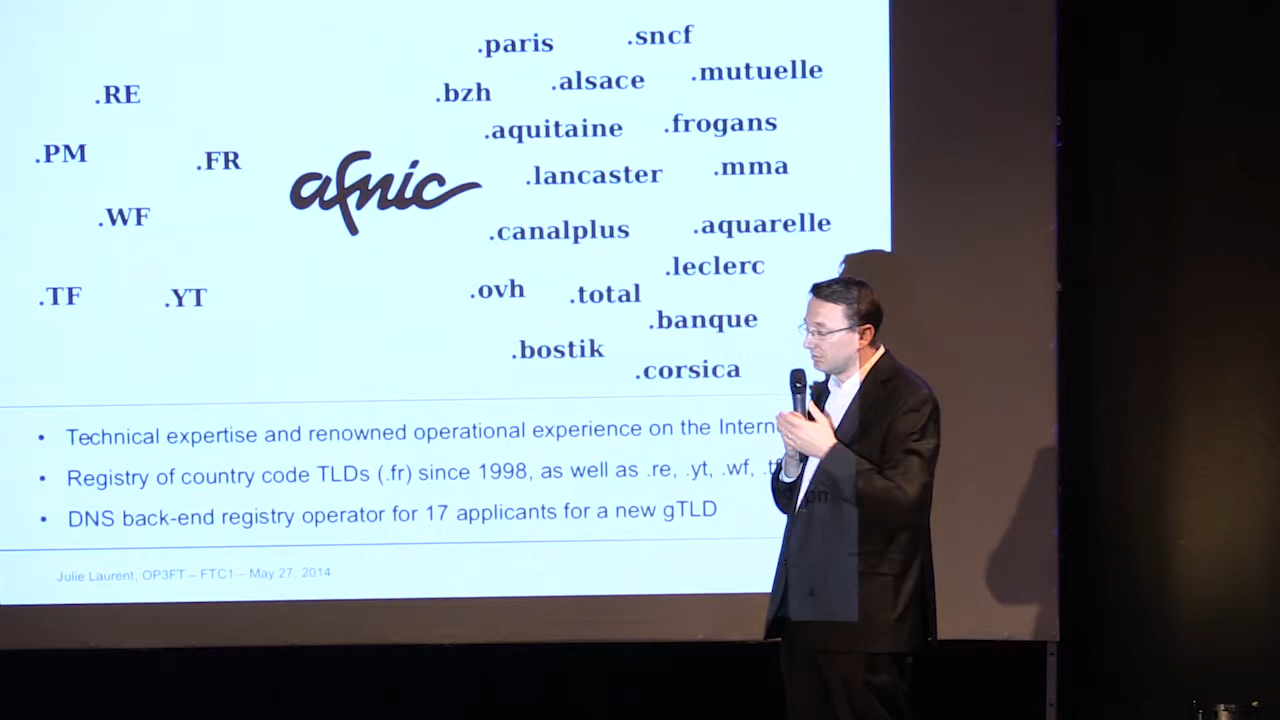 .paris .sncf
.RE .bzh .alsace .mutuelle
.PM .FR .aquitaine .frogans
afnic .lancaster .mma
.WF .canalplus .aquarelle
.TF .YT .ovh .total .leclerc
.banque
.bostik
.corsica
• Technical expertise and renowned operational experience on the
• Registry of country code TLDs (.fr) since 1998, as well as .re, .yt, .wf,
• DNS back-end registry operator for 17 applicants for a new gTLD
Julie Laurent, OP3FT – FTC1 – May 27, 2014
4